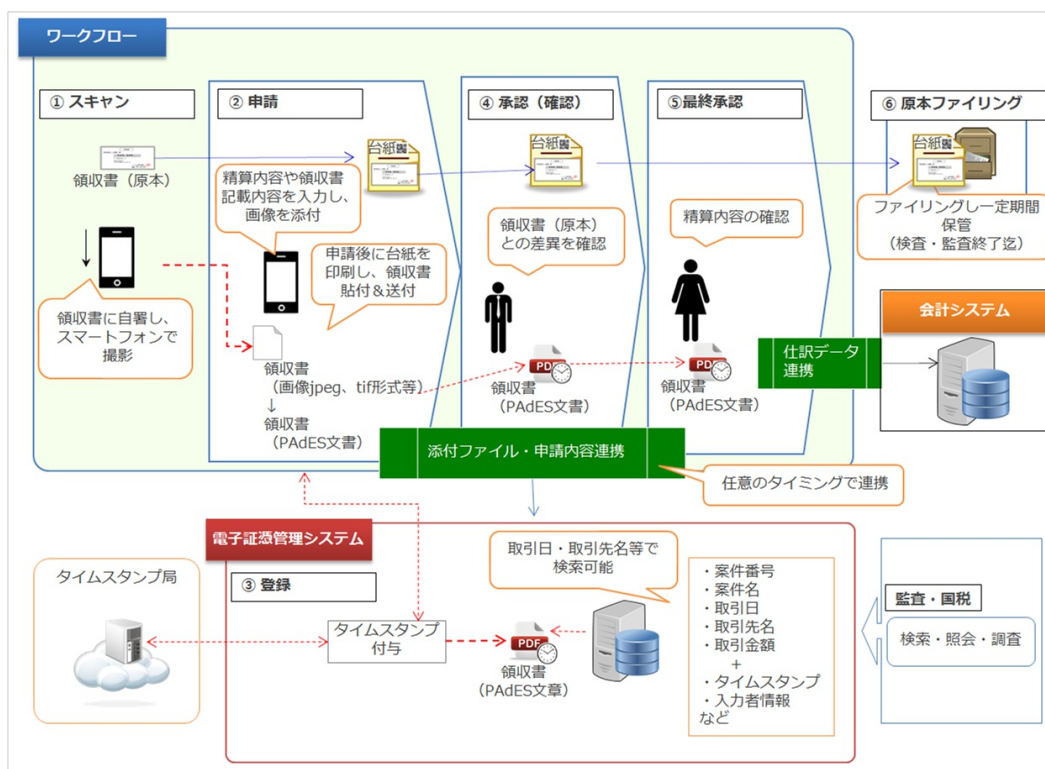 ワークフロー
① スキャン
② 申請
④ 承認（確認）
⑤最終承認
⑥ 原本ファイリング
領収書（原本）
台紙
台紙
台紙
精算内容や領収書
記載内容を入力し、
画像を添付
申請後に台紙を
印刷し、領収書
貼付＆送付
領収書（原本）
との差異を確認
精算内容の確認
ファイリングし一定期間
保管
（検査・監査終了迄）
領収書に自署し、
スマートフォンで
撮影
領収書
（画像jpeg、tif形式等）
↓
領収書
（PAdES文書）
PDF
領収書
（PAdES文書）
PDF
領収書
（PAdES文書）
仕訳データ
連携
会計システム
添付ファイル・申請内容連携
任意のタイミングで連携
電子証憑管理システム
③ 登録
タイムスタンプ局
タイムスタンプ
付与
PDF
領収書
（PAdES文章）
取引日・取引先名等で
検索可能
・案件番号
・案件名
・取引日
・取引先名
・取引金額
+
・タイムスタンプ
・入力者情報
など
監査・国税
検索・照会・調査